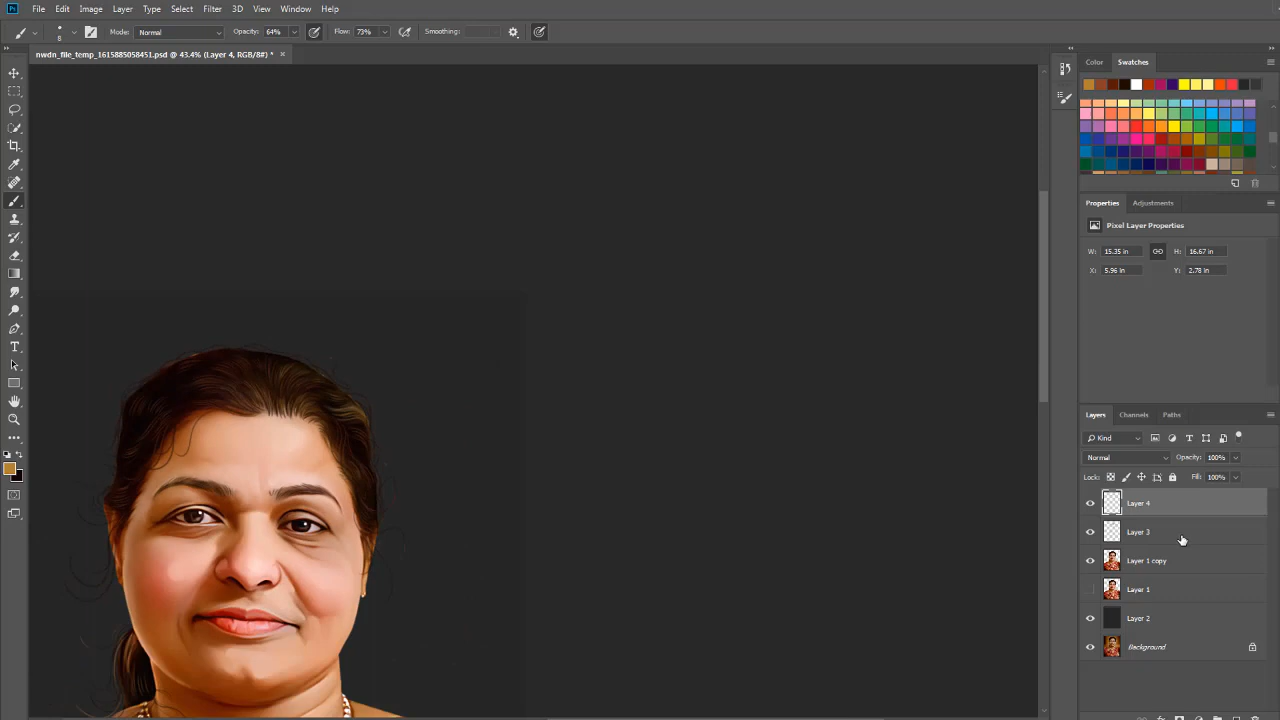 Ps File Edit Image Layer Type Select Filter 3D View Window Help
8 Mode: Normal Opacity: 64% Flow: 73% Smoothing:
nwdn_file_temp_1615885058451.psd @ 43.4% (Layer 4, RGB/8#) * ×
Color Swatches
Properties Adjustments
Pixel Layer Properties
W: 15.35 in H: 16.67 in
X: 5.96 in Y: 2.78 in
Layers Channels Paths
Kind
Normal Opacity: 100%
Lock: Fill: 100%
Layer 4
Layer 3
Layer 1 copy
Layer 1
Layer 2
Background